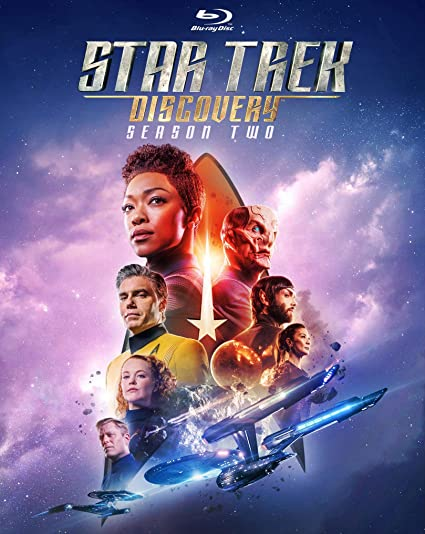 Blu-ray Disc
STAR TREK
DISCOVERY
SEASON TWO